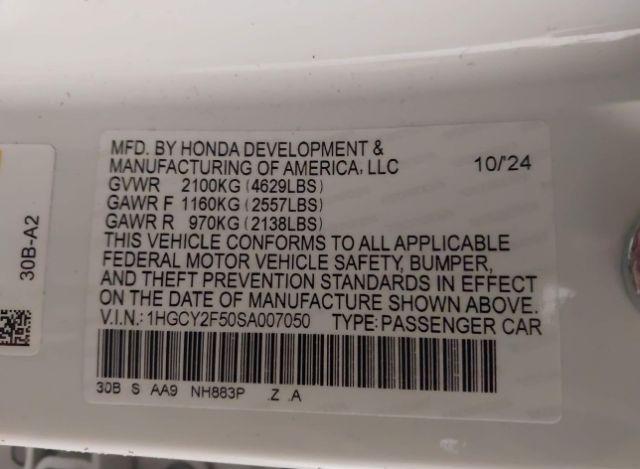 MFD. BY HONDA DEVELOPMENT &
MANUFACTURING OF AMERICA, LLC 10/'24
GVWR 2100KG (4629LBS)
GAWR F 1160KG (2557LBS)
GAWR R 970KG (2138LBS)
THIS VEHICLE CONFORMS TO ALL APPLICABLE
FEDERAL MOTOR VEHICLE SAFETY, BUMPER,
AND THEFT PREVENTION STANDARDS IN EFFECT
ON THE DATE OF MANUFACTURE SHOWN ABOVE.
V.I.N.: 1HGCY2F50SA007050 TYPE: PASSENGER CAR
30B S AA9 NH883P .Z .A
30B-A2